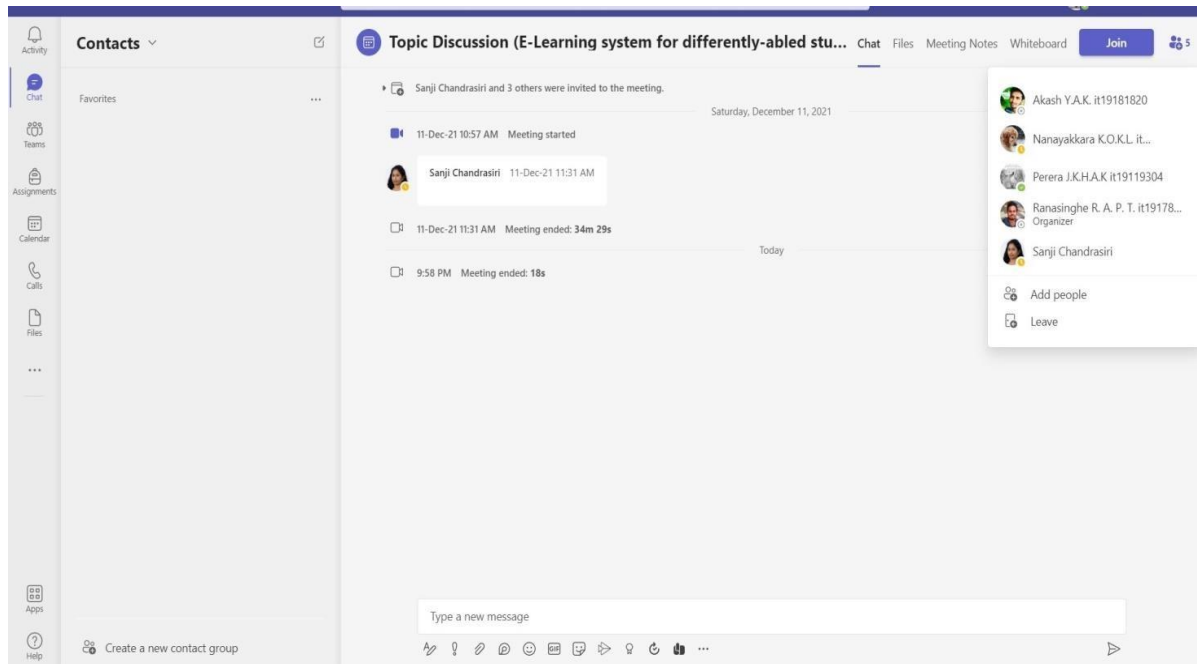 Activity
Chat
Teams
Assignments
Calendar
Calls
Files
...
Apps
Help
Contacts
Favorites
...
Create a new contact group
Topic Discussion (E-Learning system for differently-abled stu... Chat Files Meeting Notes Whiteboard Join 5
Sanji Chandrasiri and 3 others were invited to the meeting.
Saturday, December 11, 2021
11-Dec-21 10:57 AM Meeting started
Sanji Chandrasiri 11-Dec-21 11:31 AM
11-Dec-21 11:31 AM Meeting ended: 34m 29s
Today
9:58 PM Meeting ended: 18s
Akash Y.A.K. it19181820
Nanayakkara K.O.K.L. it...
Perera J.K.H.A.K it19119304
Ranasinghe R. A. P. T. it19178...
Organizer
Sanji Chandrasiri
Add people
Leave
Type a new message
GIF
...